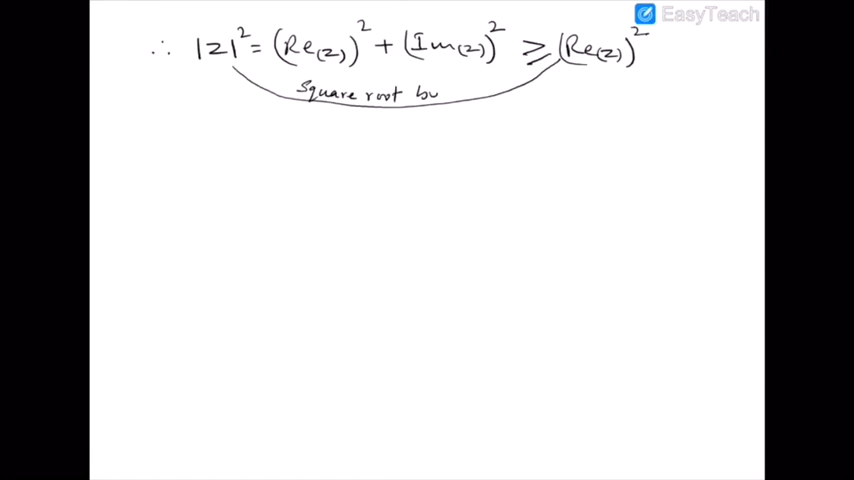 EasyTeach
∴ |z|² = (Re(z))² + (Im(z))² ≥ (Re(z))²
Square root bo